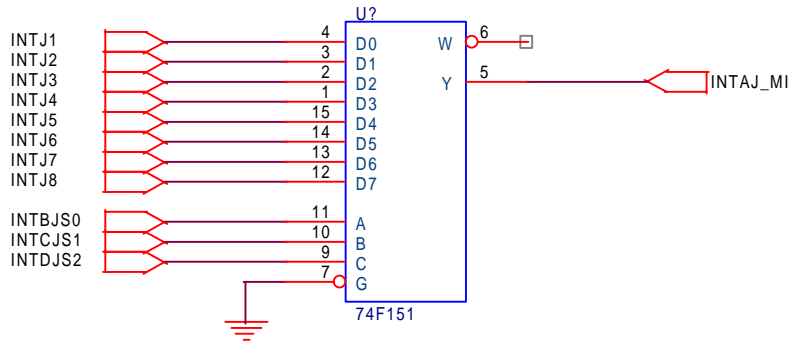 U?
INTJ1 4 D0 W 6
INTJ2 3 D1
INTJ3 2 D2 Y 5 INTAJ_MI
INTJ4 1 D3
INTJ5 15 D4
INTJ6 14 D5
INTJ7 13 D6
INTJ8 12 D7
INTBJS0 11 A
INTCJS1 10 B
INTDJS2 9 C
7 G
74F151